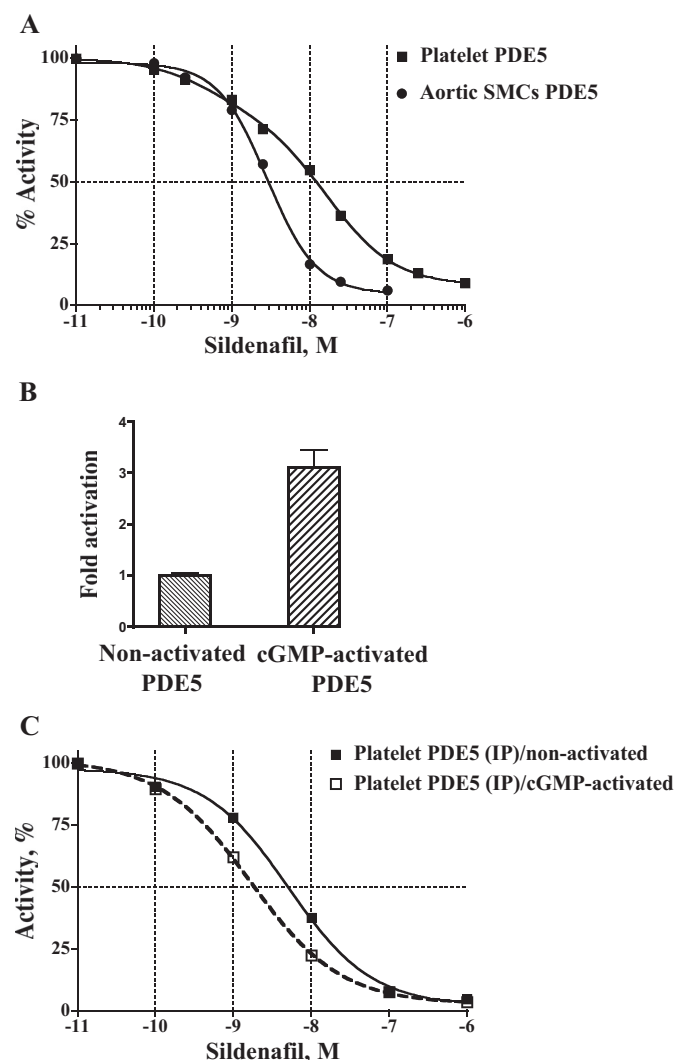 A
100
75
50
25
0
% Activity
Platelet PDE5
Aortic SMCs PDE5
-11 -10 -9 -8 -7 -6
Sildenafil, M
B
4
3
2
1
0
Fold activation
Non-activated PDE5
cGMP-activated PDE5
C
100
75
50
25
0
Activity, %
Platelet PDE5 (IP)/non-activated
Platelet PDE5 (IP)/cGMP-activated
-11 -10 -9 -8 -7 -6
Sildenafil, M